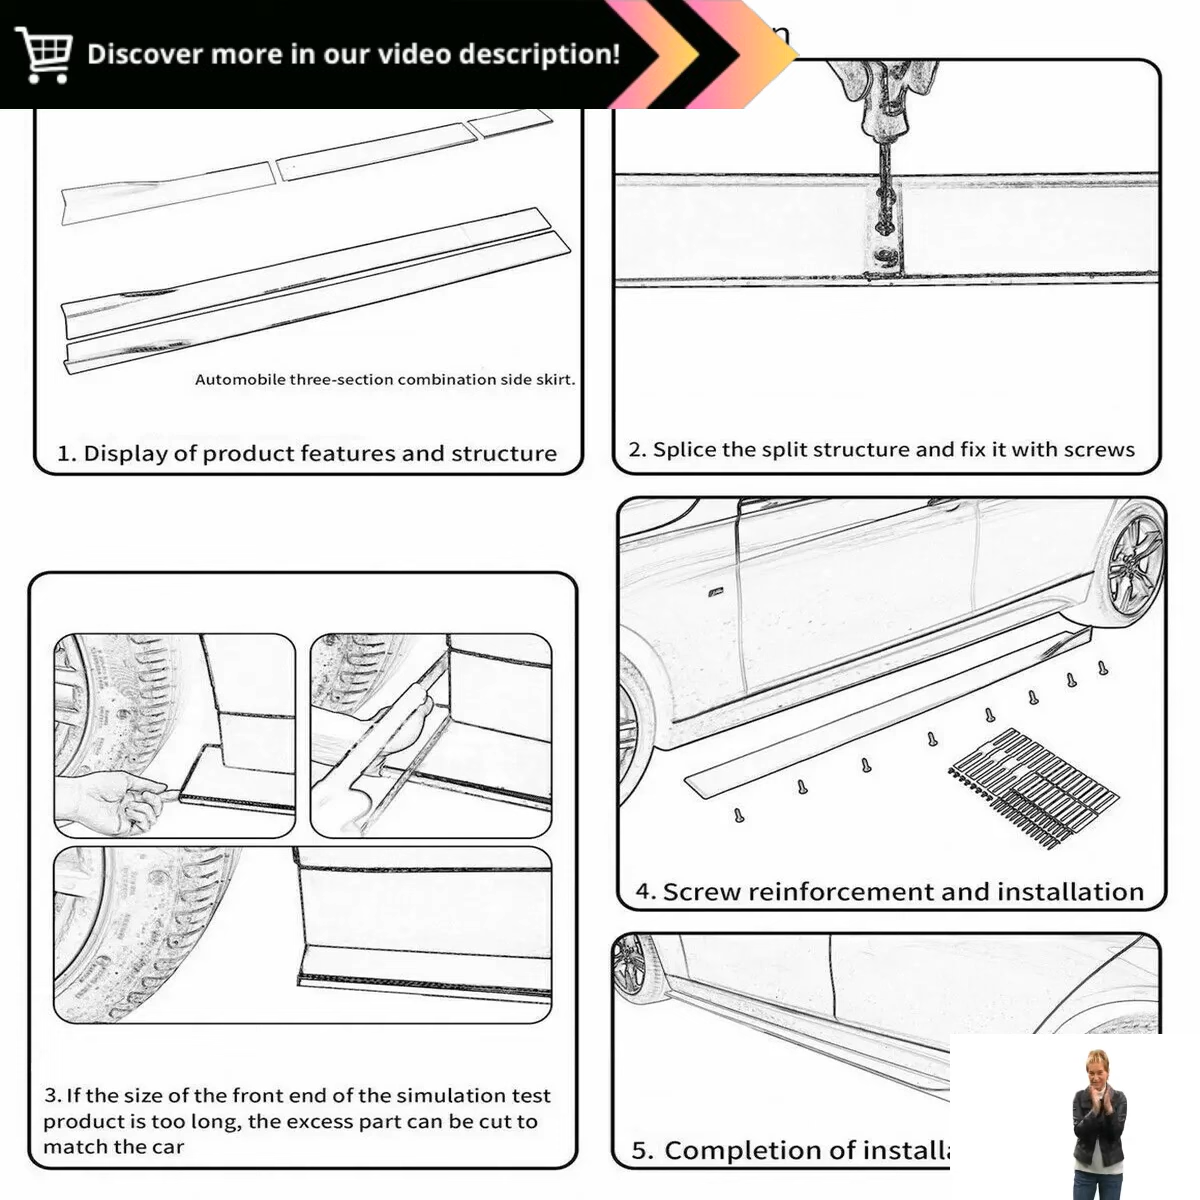 Discover more in our video description!
Automobile three-section combination side skirt.
1. Display of product features and structure
2. Splice the split structure and fix it with screws
4. Screw reinforcement and installation
3. If the size of the front end of the simulation test
product is too long, the excess part can be cut to
match the car
5. Completion of